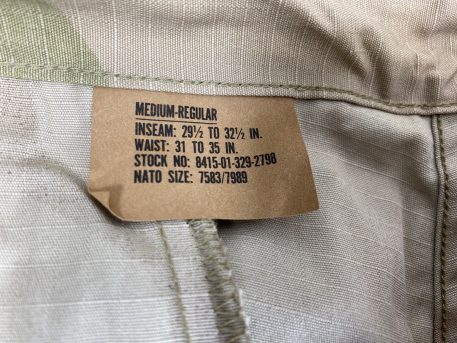 MEDIUM-REGULAR
INSEAM: 29½ TO 32½ IN.
WAIST: 31 TO 35 IN.
STOCK NO: 8415-01-329-2798
NATO SIZE: 7583/7989